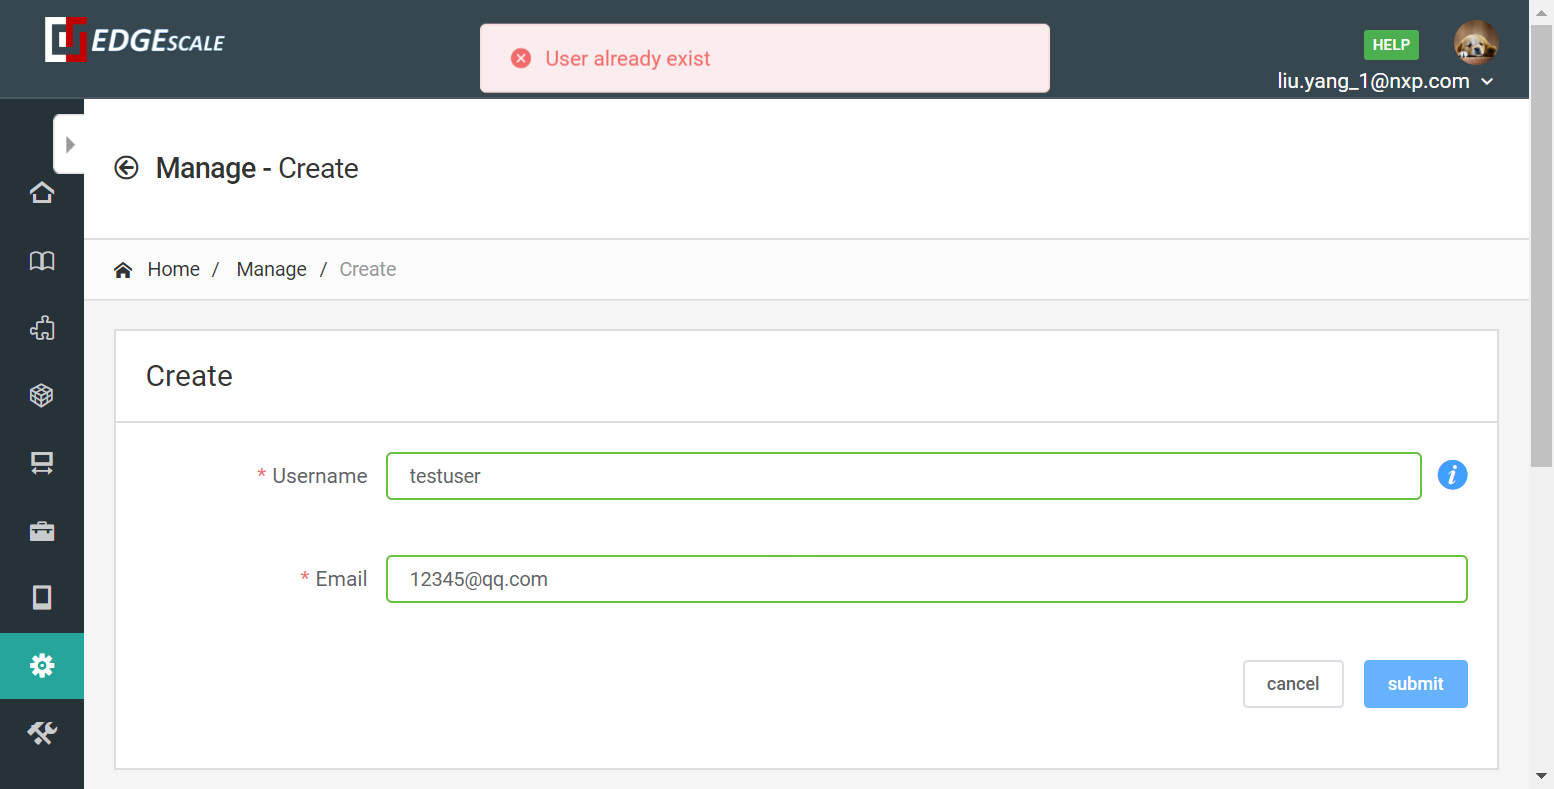 EDGESCALE
User already exist
HELP
liu.yang_1@nxp.com
Manage - Create
Home / Manage / Create
Create
* Username testuser i
* Email 12345@qq.com
cancel submit